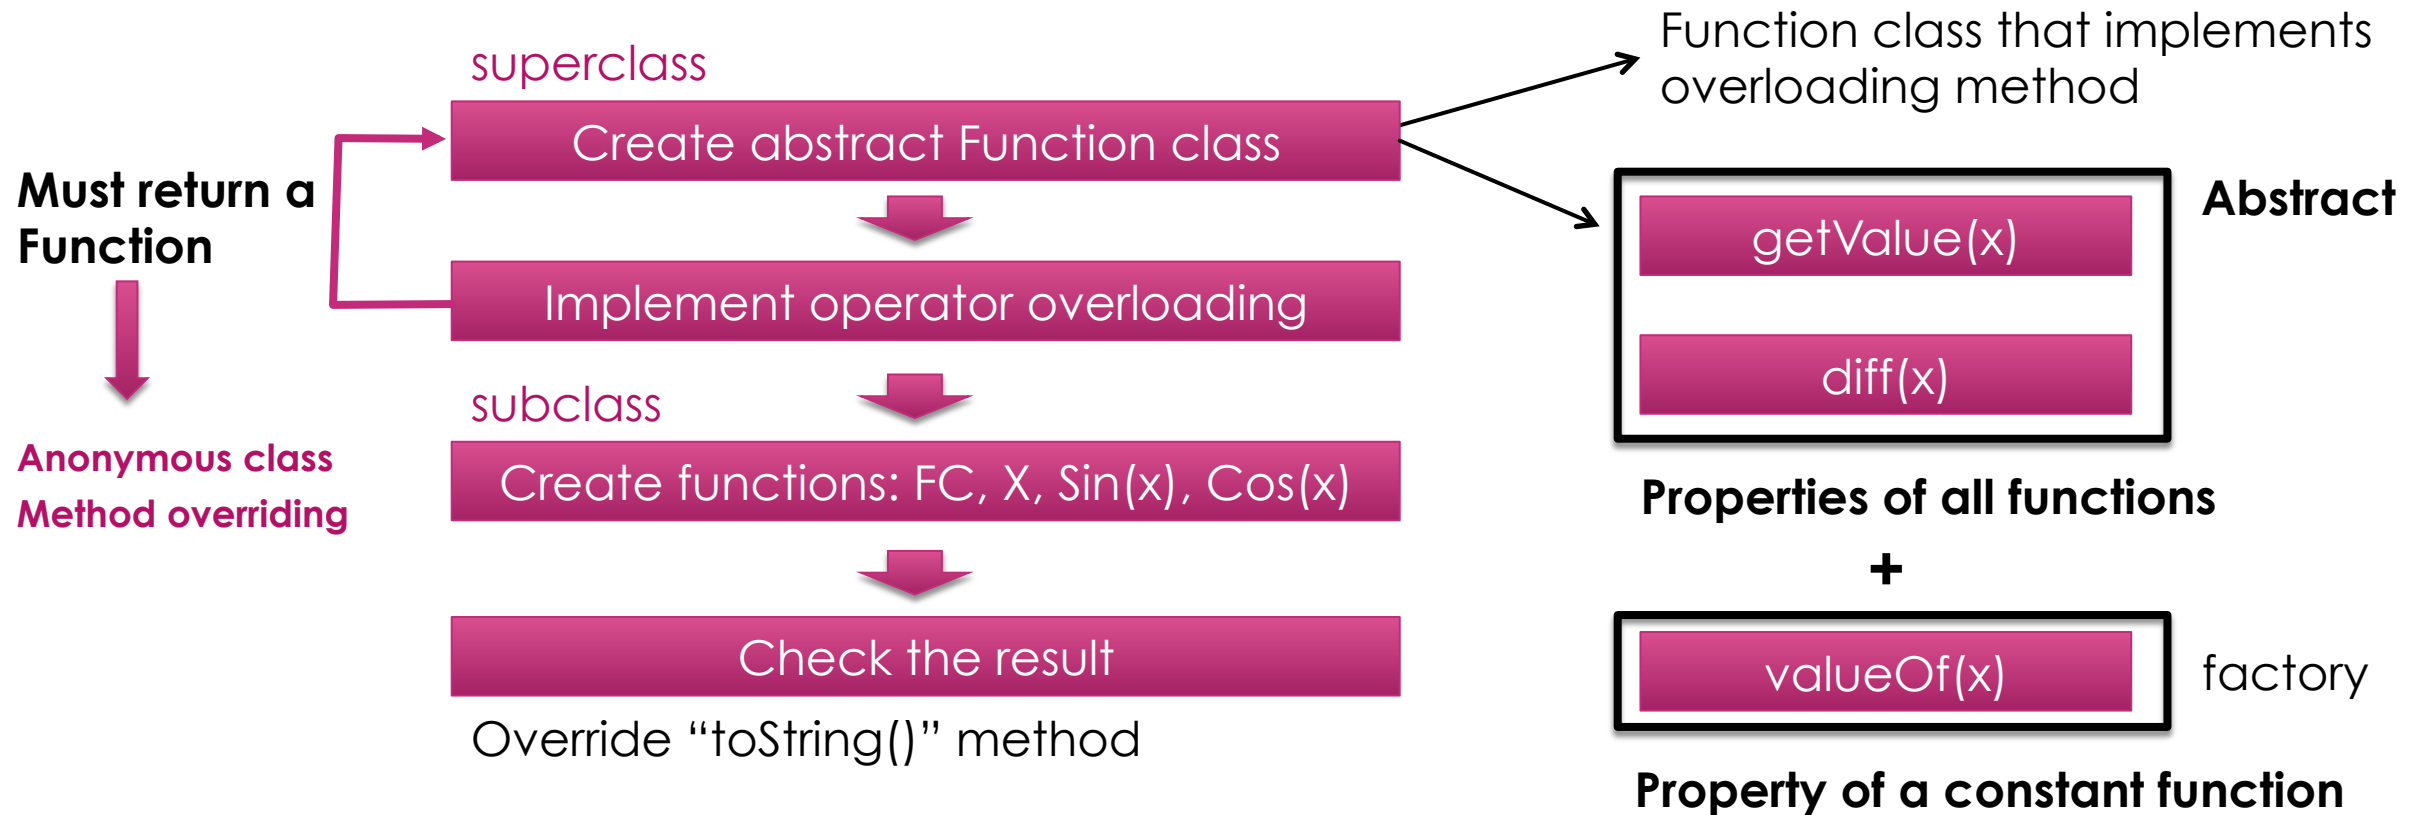 superclass
Create abstract Function class
Must return a
Function
Implement operator overloading
Anonymous class
Method overriding
subclass
Create functions: FC, X, Sin(x), Cos(x)
Check the result
Override “toString()” method
Function class that implements
overloading method
Abstract
getValue(x)
diff(x)
Properties of all functions
+
valueOf(x)
factory
Property of a constant function